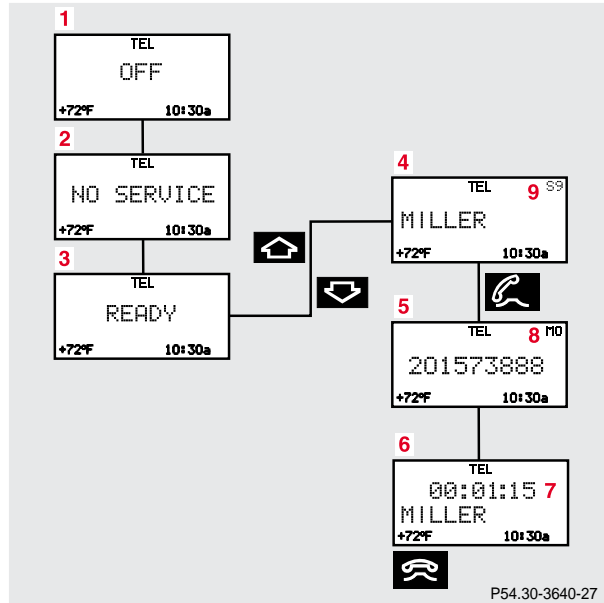 1
TEL
OFF
+72°F 10:30a
2
TEL
NO SERVICE
+72°F 10:30a
3
TEL
READY
+72°F 10:30a
4
TEL 9 S9
MILLER
+72°F 10:30a
5
TEL 8 M0
201573888
+72°F 10:30a
6
TEL
00:01:15 7
MILLER
+72°F 10:30a
P54.30-3640-27